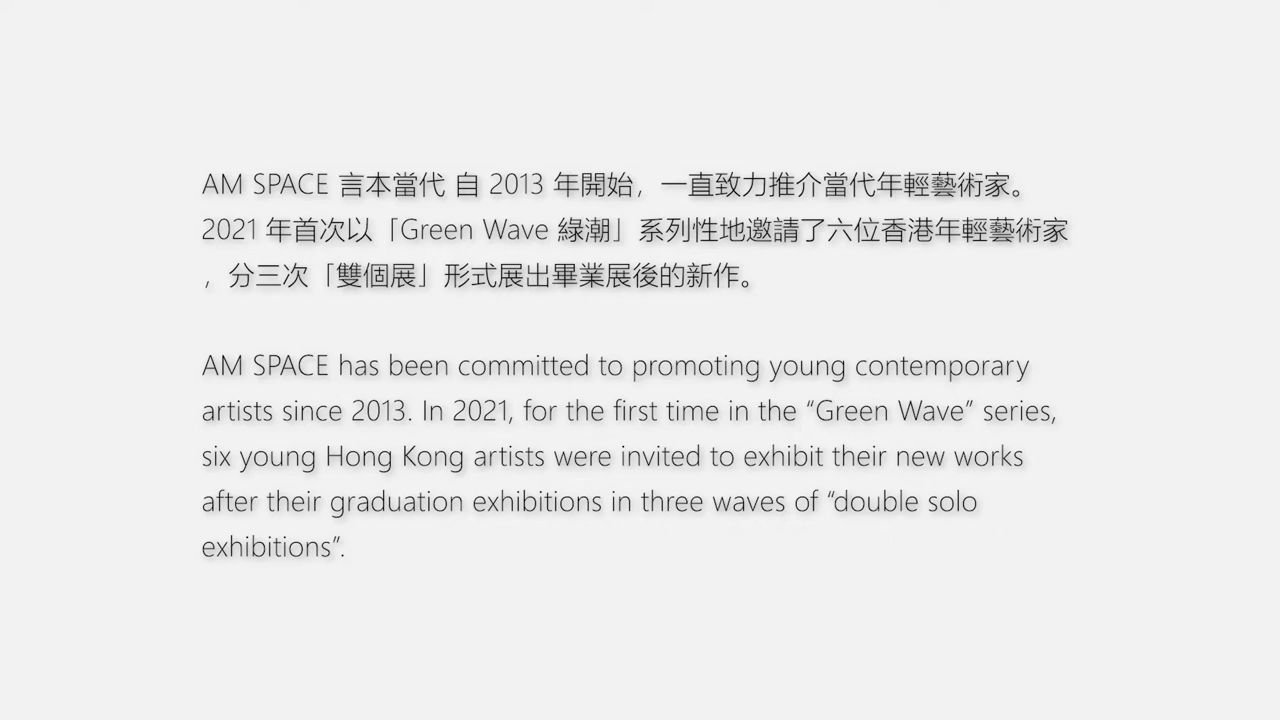 AM SPACE 言本當代 自 2013 年開始，一直致力推介當代年輕藝術家。
2021 年首次以「Green Wave 綠潮」系列性地邀請了六位香港年輕藝術家
，分三次「雙個展」形式展出畢業展後的新作。
AM SPACE has been committed to promoting young contemporary
artists since 2013. In 2021, for the first time in the “Green Wave” series,
six young Hong Kong artists were invited to exhibit their new works
after their graduation exhibitions in three waves of “double solo
exhibitions”.